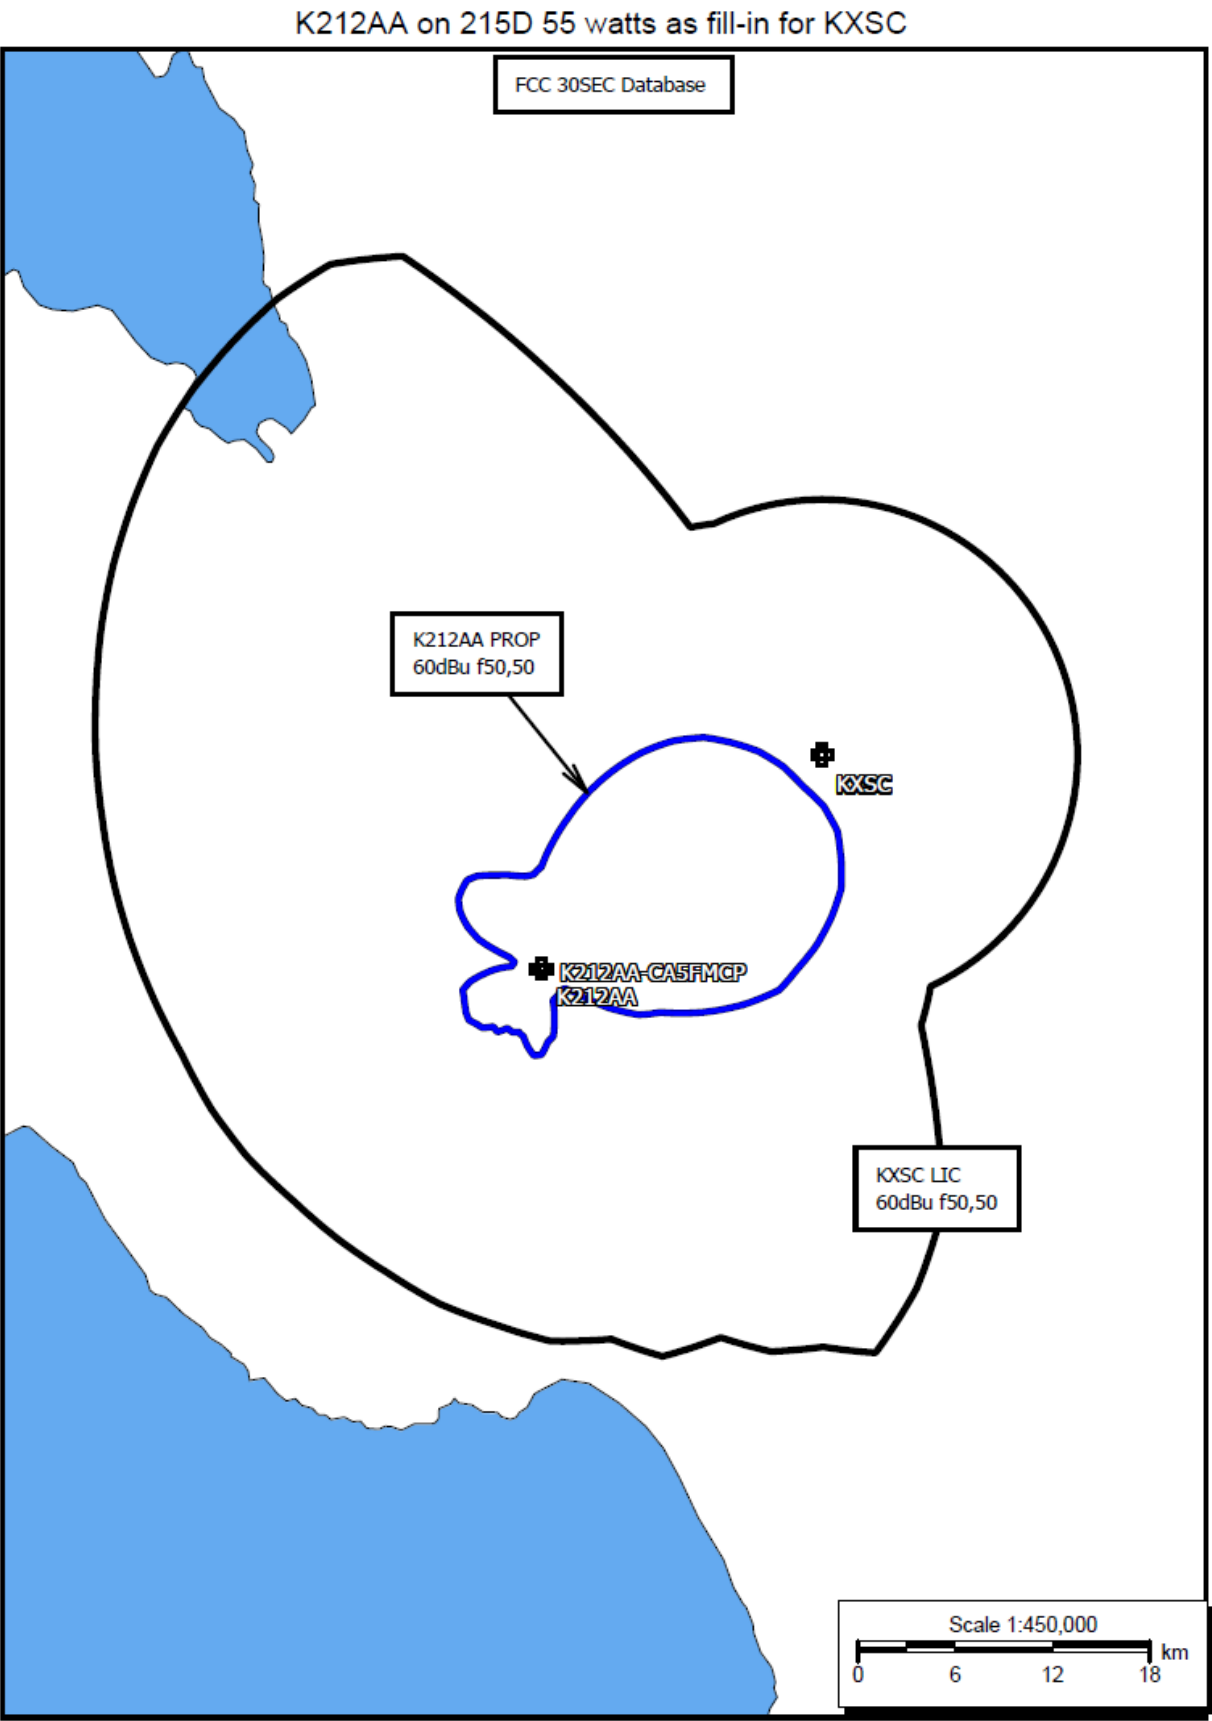 K212AA on 215D 55 watts as fill-in for KXSC
FCC 30SEC Database
K212AA PROP
60dBu f50,50
KXSC
K212AA-CA5FMCP
K212AA
KXSC LIC
60dBu f50,50
Scale 1:450,000
km
0 6 12 18